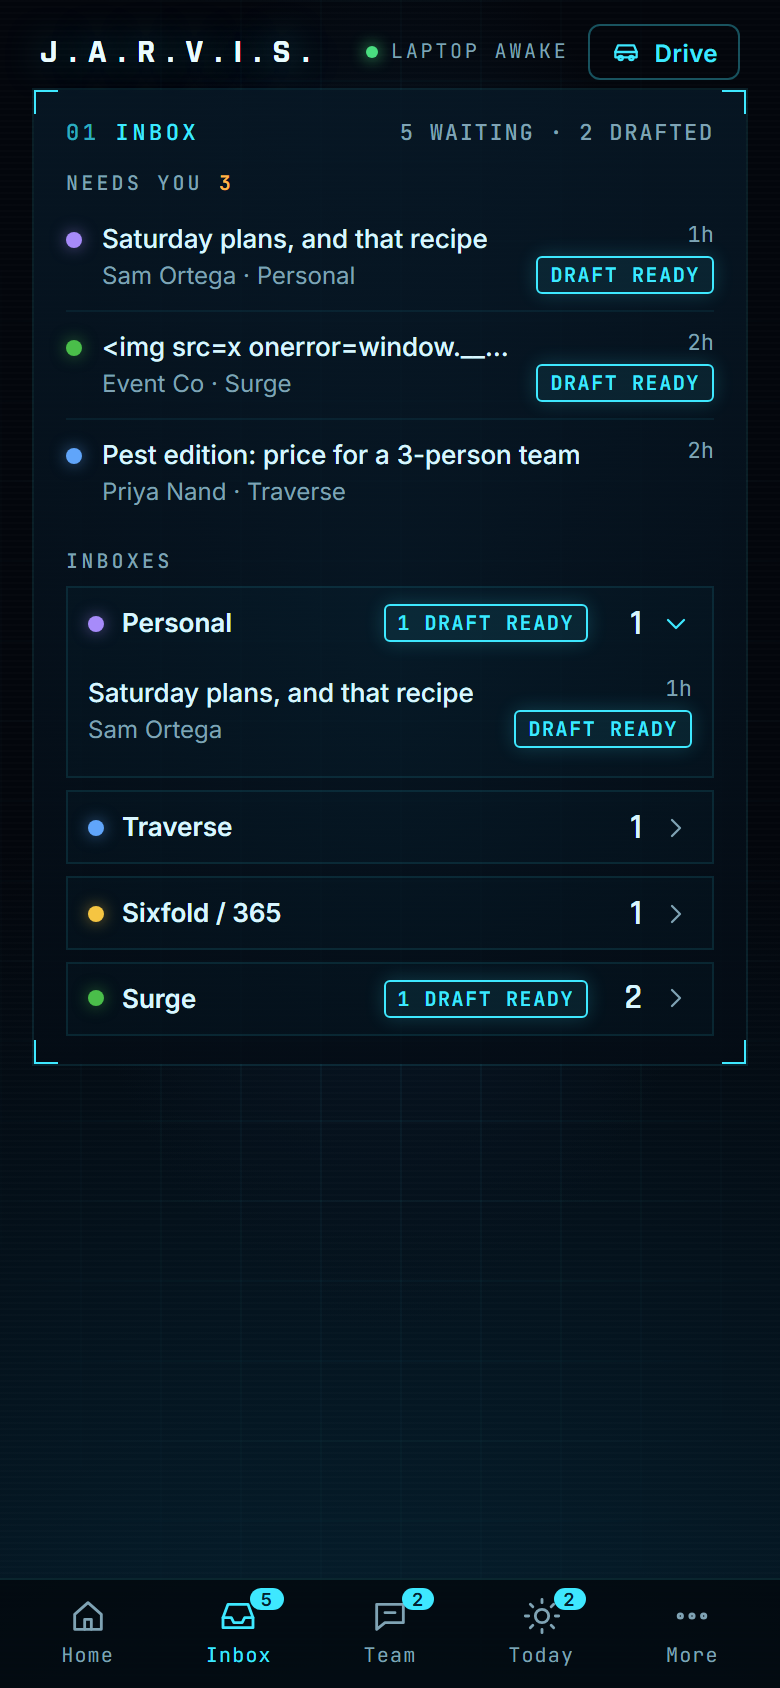 J.A.R.V.I.S.
LAPTOP AWAKE
Drive
01 INBOX
5 WAITING · 2 DRAFTED
NEEDS YOU 3
Saturday plans, and that recipe
1h
Sam Ortega · Personal
DRAFT READY
<img src=x onerror=window.__...
2h
Event Co · Surge
DRAFT READY
Pest edition: price for a 3-person team
2h
Priya Nand · Traverse
INBOXES
Personal
1 DRAFT READY
1
Saturday plans, and that recipe
1h
Sam Ortega
DRAFT READY
Traverse
1
Sixfold / 365
1
Surge
1 DRAFT READY
2
Home
5
Inbox
2
Team
2
Today
More